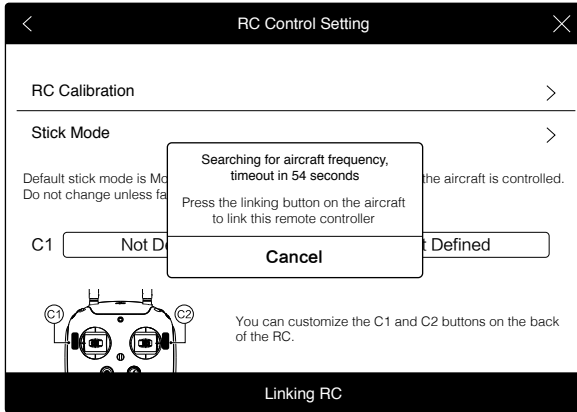 RC Control Setting
RC Calibration
Stick Mode
Searching for aircraft frequency,
timeout in 54 seconds
Press the linking button on the aircraft
to link this remote controller
Cancel
Default stick mode is the aircraft is controlled.
Do not change unless
C1 Not Defined
C1 C2
You can customize the C1 and C2 buttons on the back
of the RC.
Linking RC